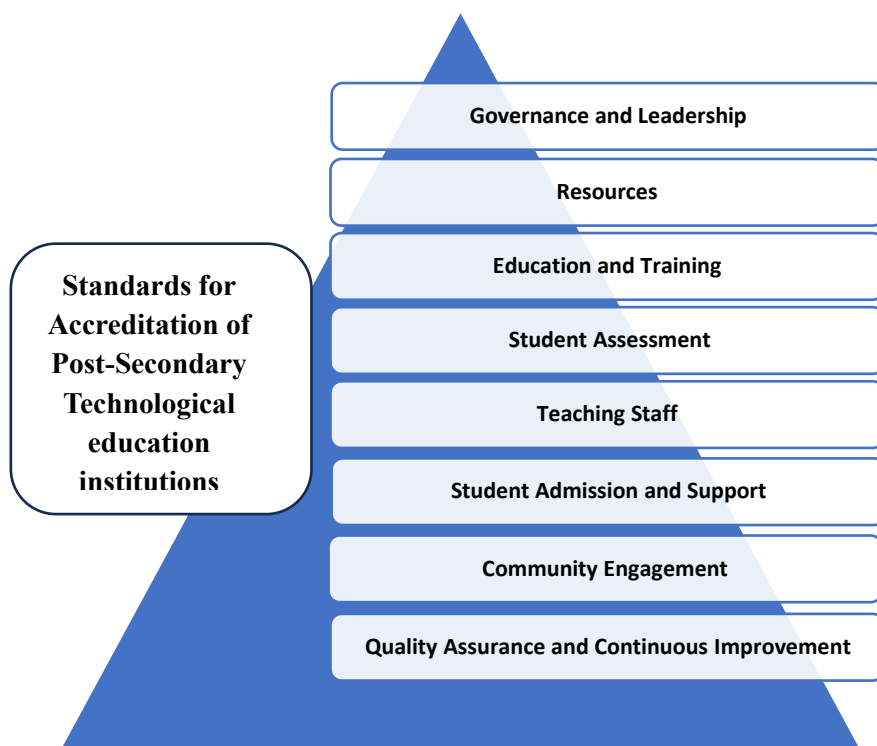 Standards for
Accreditation of
Post-Secondary
Technological
education
institutions
Governance and Leadership
Resources
Education and Training
Student Assessment
Teaching Staff
Student Admission and Support
Community Engagement
Quality Assurance and Continuous Improvement